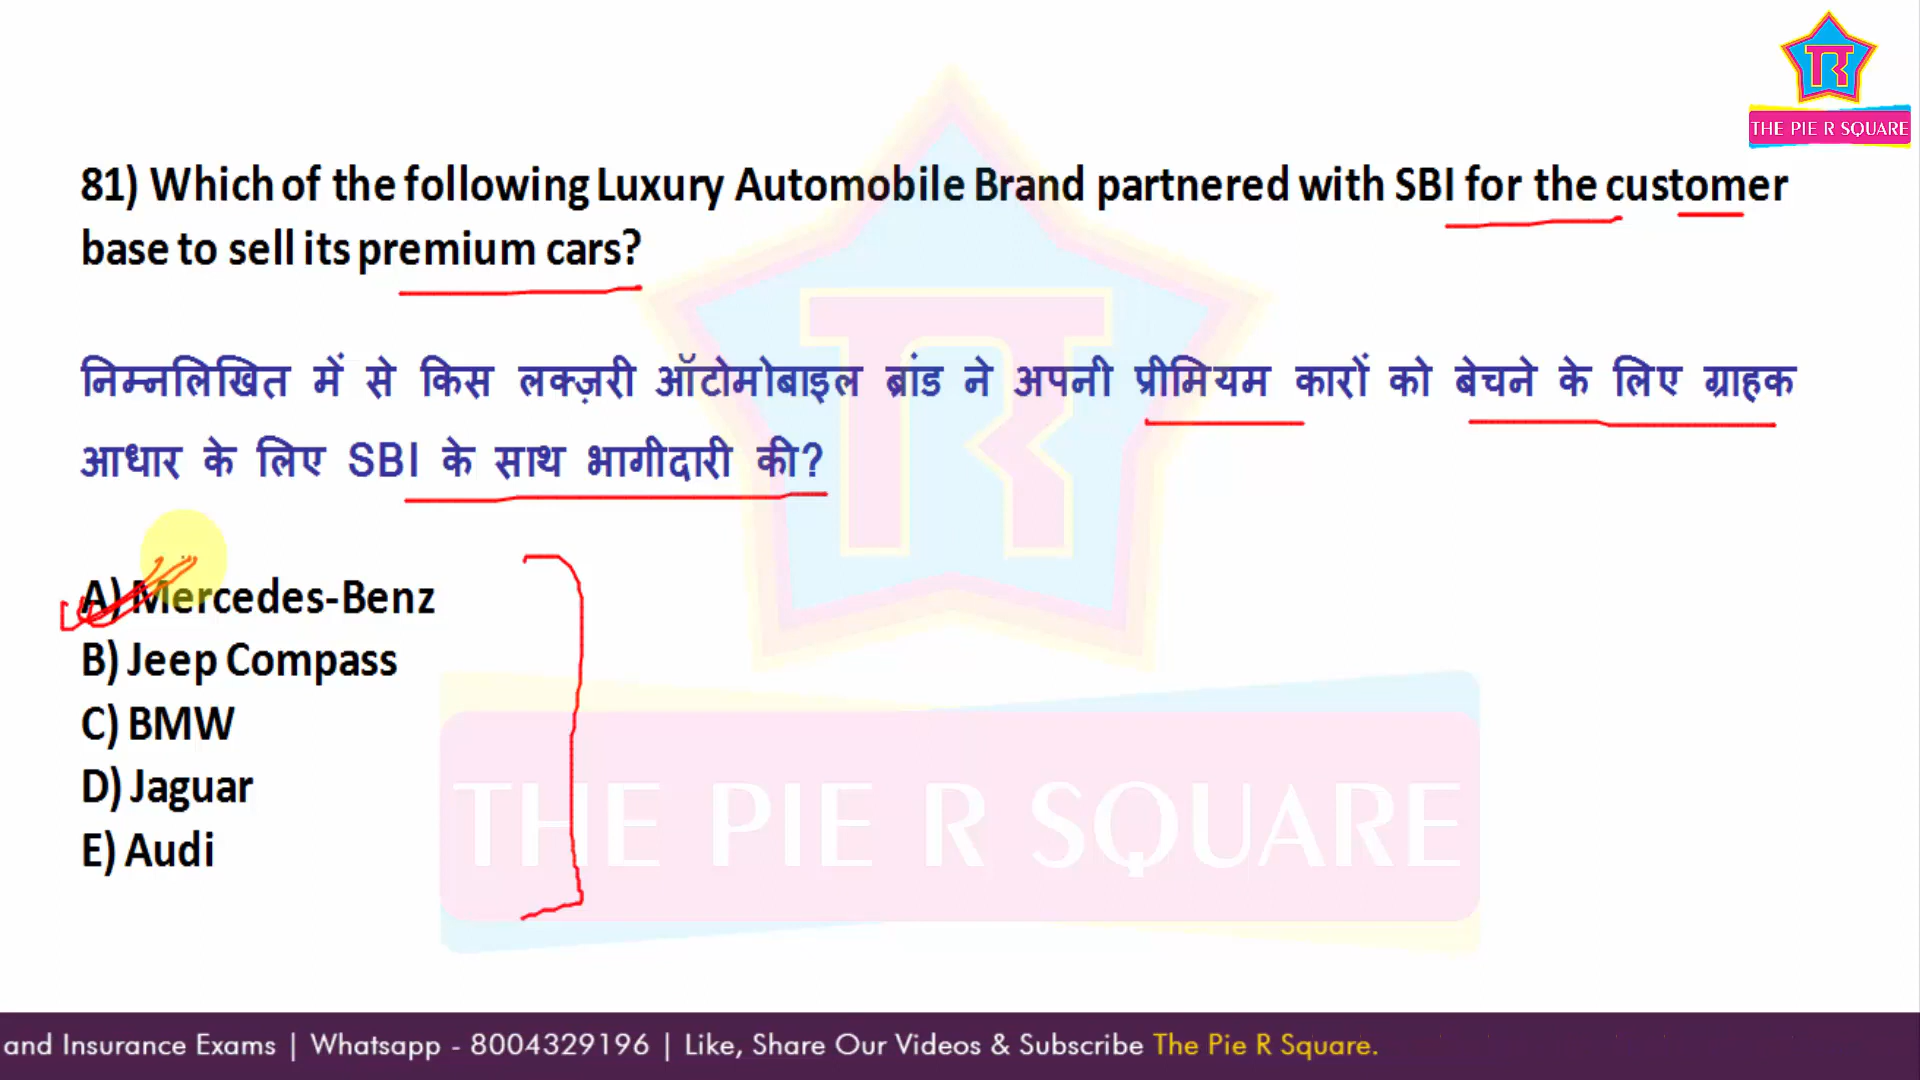 THE PIE R SQUARE
81) Which of the following Luxury Automobile Brand partnered with SBI for the customer
base to sell its premium cars?
निम्नलिखित में से किस लक्ज़री ऑटोमोबाइल ब्रांड ने अपनी प्रीमियम कारों को बेचने के लिए ग्राहक
आधार के लिए SBI के साथ भागीदारी की?
A) Mercedes-Benz
B) Jeep Compass
C) BMW
D) Jaguar
E) Audi
THE PIE R SQUARE
and Insurance Exams | Whatsapp - 8004329196 | Like, Share Our Videos & Subscribe The Pie R Square.